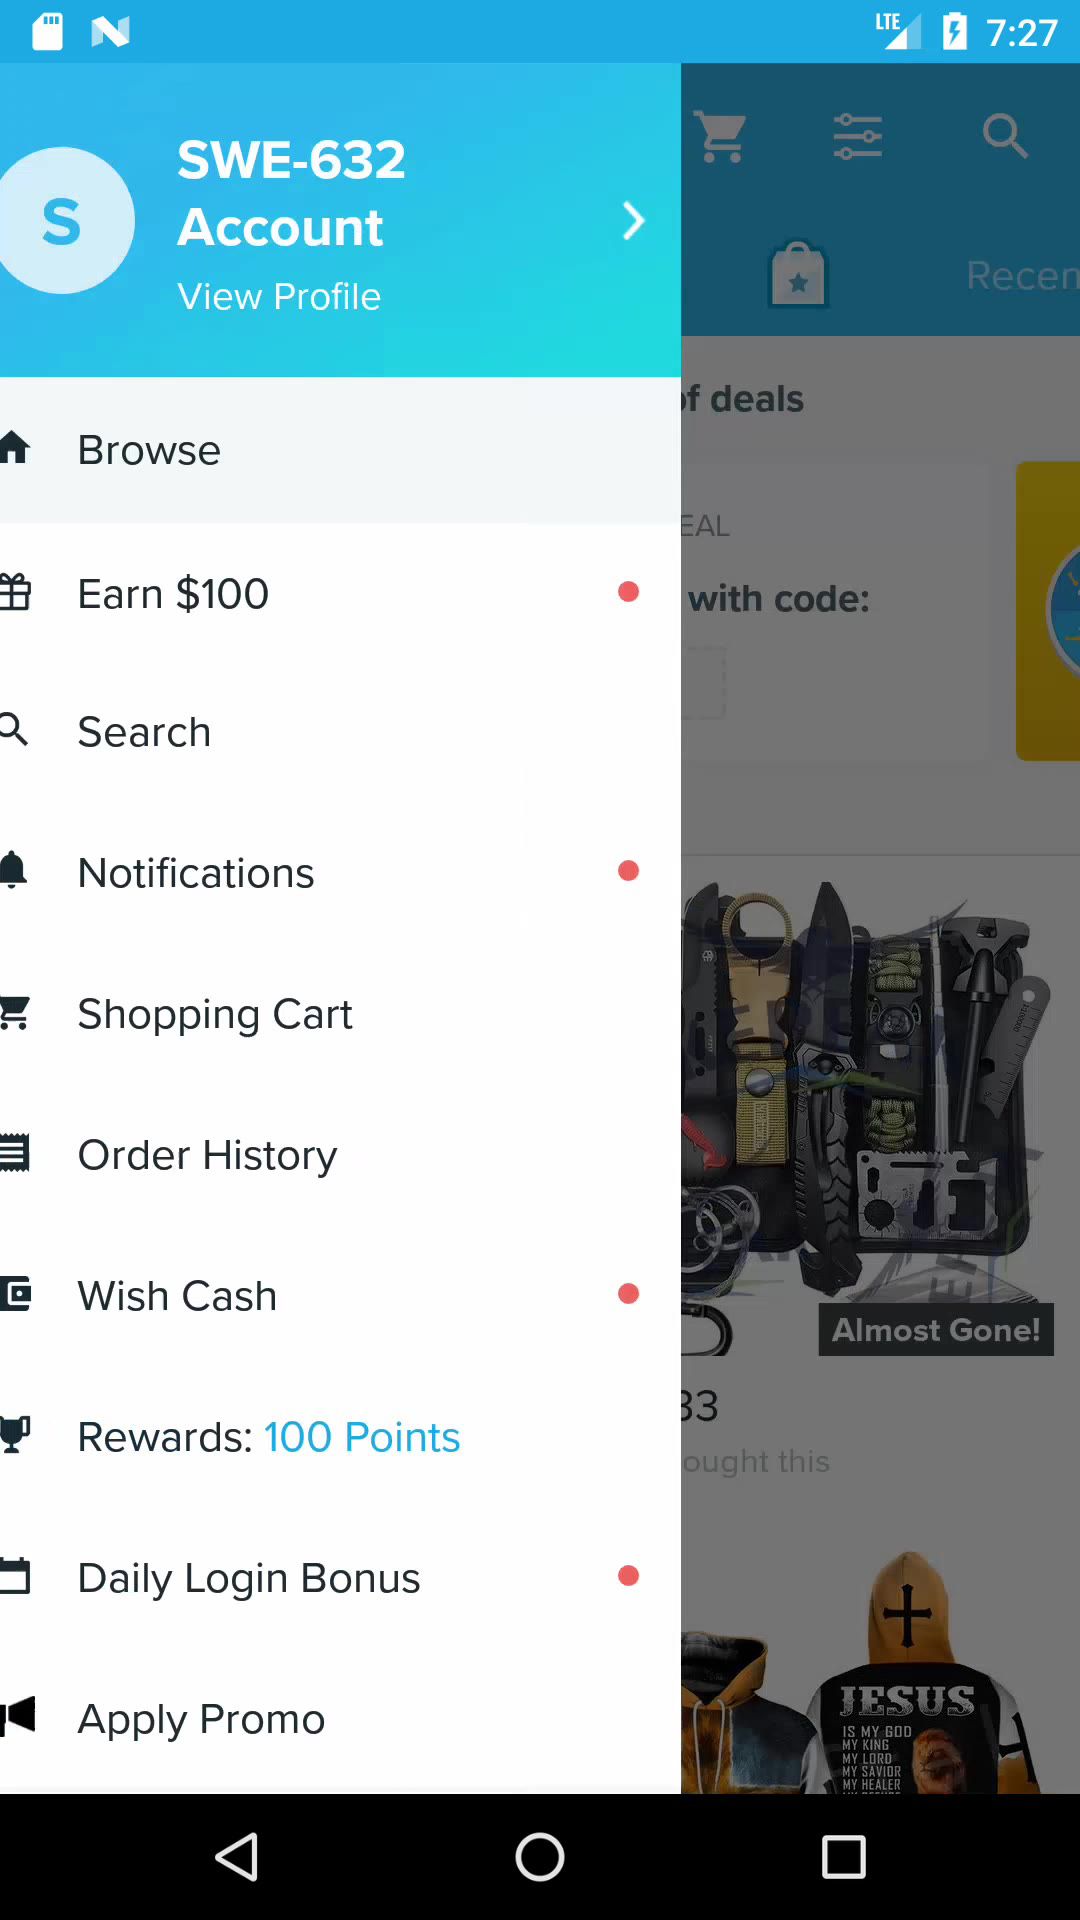 LTE 7:27
S
SWE-632
Account
View Profile
Recen
of deals
Browse
EAL
with code:
Earn $100
Search
Notifications
Shopping Cart
Order History
Wish Cash
Almost Gone!
33
Rewards: 100 Points
ought this
Daily Login Bonus
Apply Promo
JESUS
IS MY GOD
MY KING
MY LORD
MY SAVIOR
MY HEALER